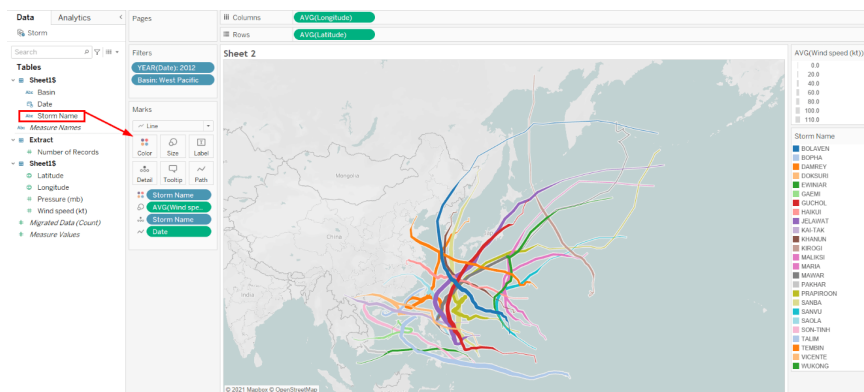 Data
Analytics
Storm
Search
Tables
Sheet1$
Abc Basin
Date
Abc Storm Name
Abc Measure Names
Extract
Number of Records
Sheet1$
Latitude
Longitude
Pressure (mb)
Wind speed (kt)
Migrated Data (Count)
Measure Values
Pages
Filters
YEAR(Date): 2012
Basin: West Pacific
Marks
Line
Color Size Label
Detail Tooltip Path
Storm Name
AVG(Wind spe..
Storm Name
Date
iii Columns AVG(Longitude)
Rows AVG(Latitude)
Sheet 2
Mongolia
China
India
© 2021 Mapbox © OpenStreetMap
AVG(Wind speed (kt))
0.0
20.0
40.0
60.0
80.0
100.0
110.0
Storm Name
BOLAVEN
BOPHA
DAMREY
DOKSURI
EWINIAR
GAEMI
GUCHOL
HAIKUI
JELAWAT
KAI-TAK
KHANUN
KIROGI
MALIKSI
MARIA
MAWAR
PAKHAR
PRAPIROON
SANBA
SANVU
SAOLA
SON-TINH
TALIM
TEMBIN
VICENTE
WUKONG